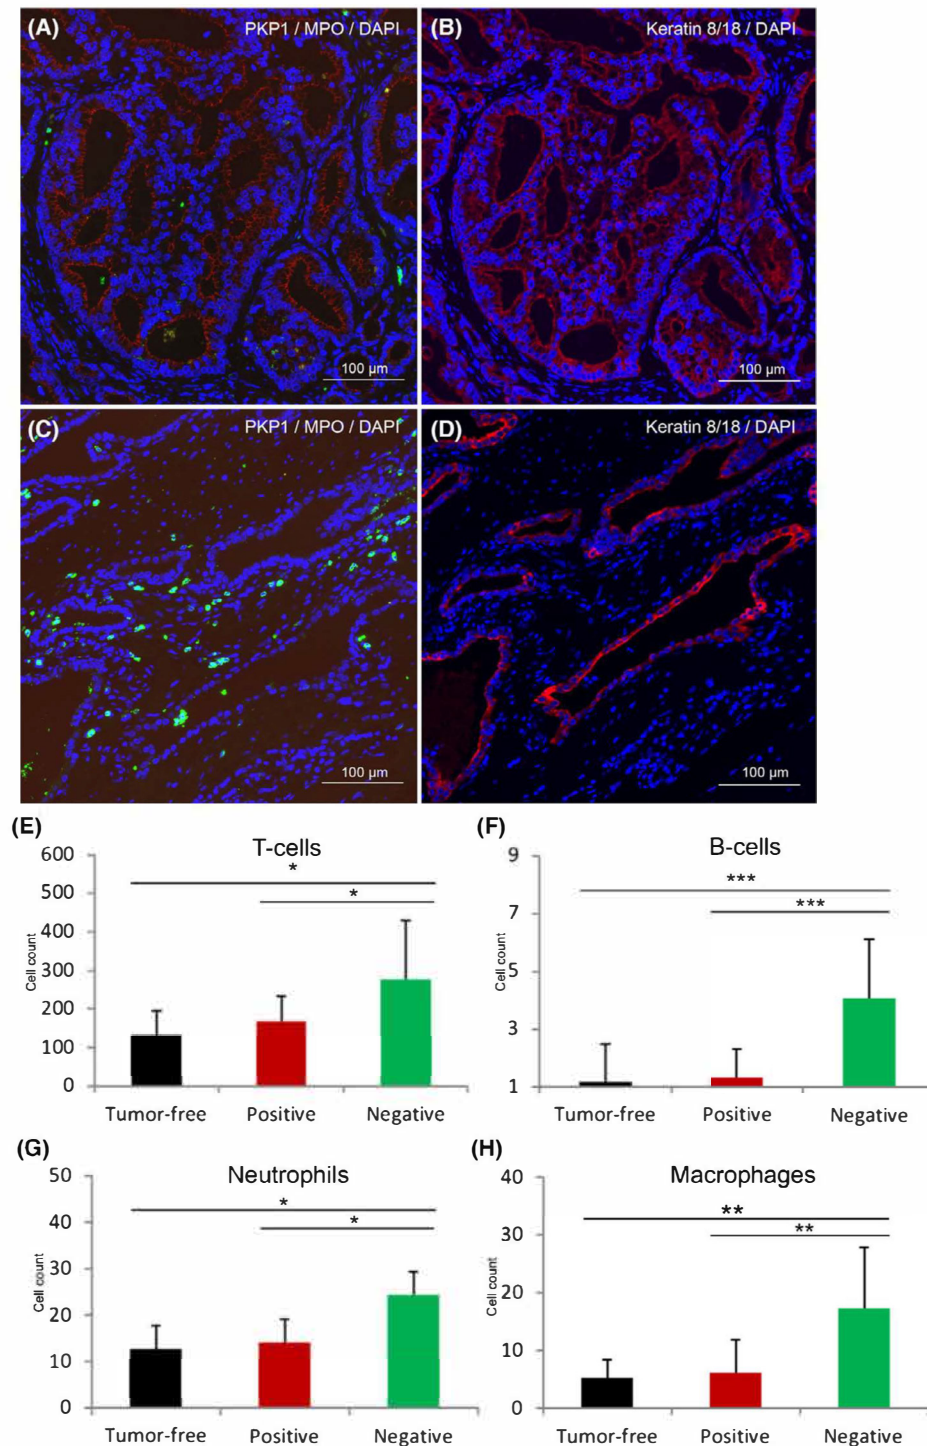 (A) PKP1 / MPO / DAPI
100 µm
(B) Keratin 8/18 / DAPI
100 µm
(C) PKP1 / MPO / DAPI
100 µm
(D) Keratin 8/18 / DAPI
100 µm
(E)
T-cells
*
*
Cell count
600
500
400
300
200
100
0
Tumor-free Positive Negative
(F)
B-cells
***
***
Cell count
9
7
5
3
1
Tumor-free Positive Negative
(G)
Neutrophils
*
*
Cell count
50
40
30
20
10
0
Tumor-free Positive Negative
(H)
Macrophages
**
**
Cell count
40
30
20
10
0
Tumor-free Positive Negative